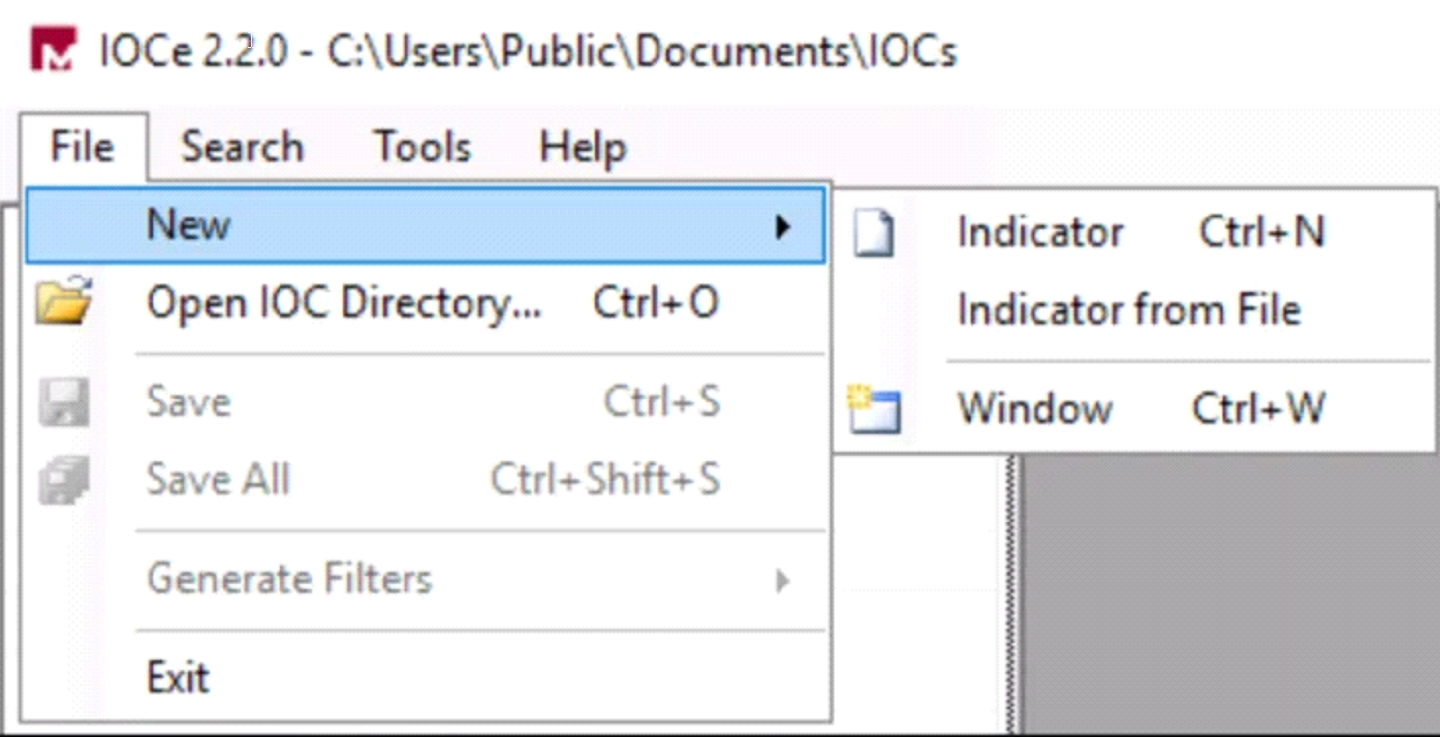 IOCe 2.2.0 - C:\Users\Public\Documents\IOCs
File Search Tools Help
New
Open IOC Directory... Ctrl+O
Save Ctrl+S
Save All Ctrl+Shift+S
Generate Filters
Exit
Indicator Ctrl+N
Indicator from File
Window Ctrl+W